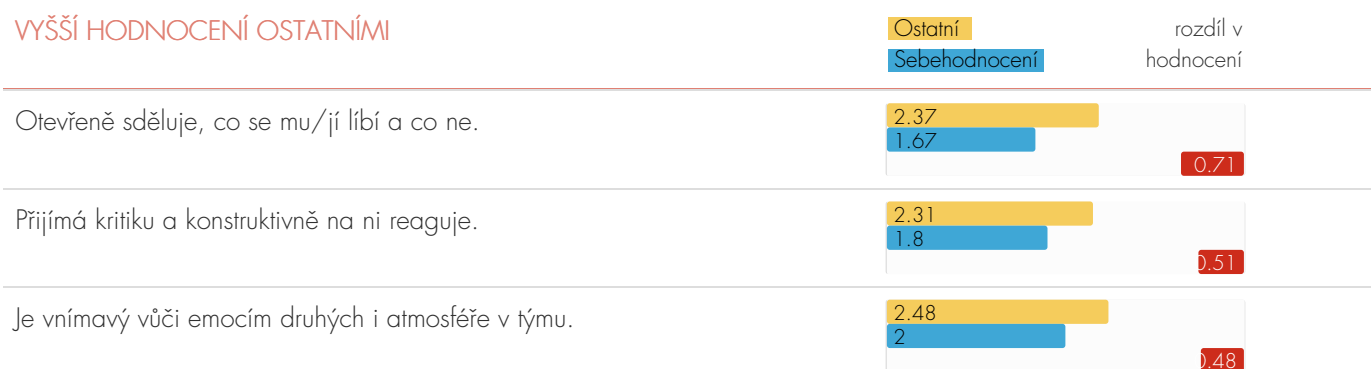 VYŠŠÍ HODNOCENÍ OSTATNÍMI
Ostatní
Sebehodnocení
rozdíl v
hodnocení
Otevřeně sděluje, co se mu/jí líbí a co ne.
2.37
1.67
0.71
Přijímá kritiku a konstruktivně na ni reaguje.
2.31
1.8
0.51
Je vnímavý vůči emocím druhých i atmosféře v týmu.
2.48
2
0.48